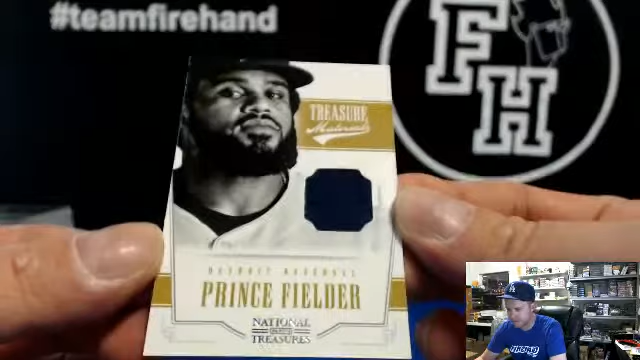 #teamfirehand
FH
TREASURE
Materials
DETROIT BASEBALL
PRINCE FIELDER
NATIONAL
TREASURES